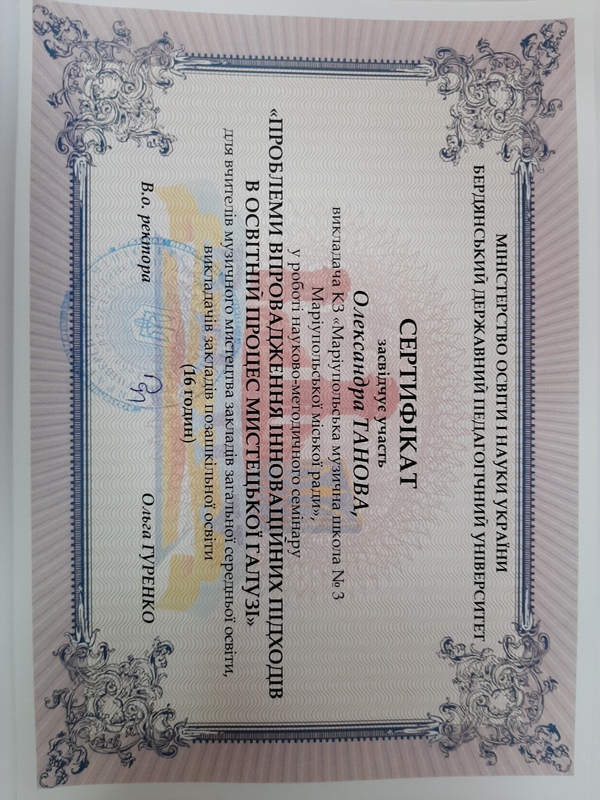 МІНІСТЕРСТВО ОСВІТИ І НАУКИ УКРАЇНИ
БЕРДЯНСЬКИЙ ДЕРЖАВНИЙ ПЕДАГОГІЧНИЙ УНІВЕРСИТЕТ
СЕРТИФІКАТ
засвідчує участь
Олександра ТАНОВА,
викладача КЗ «Маріупольська музична школа № 3
Маріупольської міської ради»,
у роботі науково-методичного семінару
«ПРОБЛЕМИ ВПРОВАДЖЕННЯ ІННОВАЦІЙНИХ ПІДХОДІВ
В ОСВІТНІЙ ПРОЦЕС МИСТЕЦЬКОЇ ГАЛУЗІ»
для вчителів музичного мистецтва закладів загальної середньої освіти,
викладачів закладів позашкільної освіти
(16 годин)
В.о. ректора Ольга ГУРЕНКО